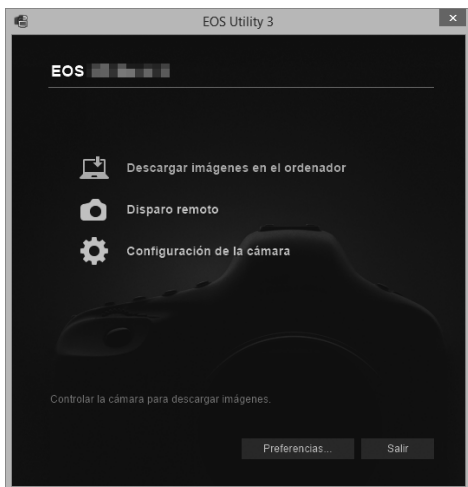 EOS Utility 3
EOS
Descargar imágenes en el ordenador
Disparo remoto
Configuración de la cámara
Controlar la cámara para descargar imágenes.
Preferencias... Salir